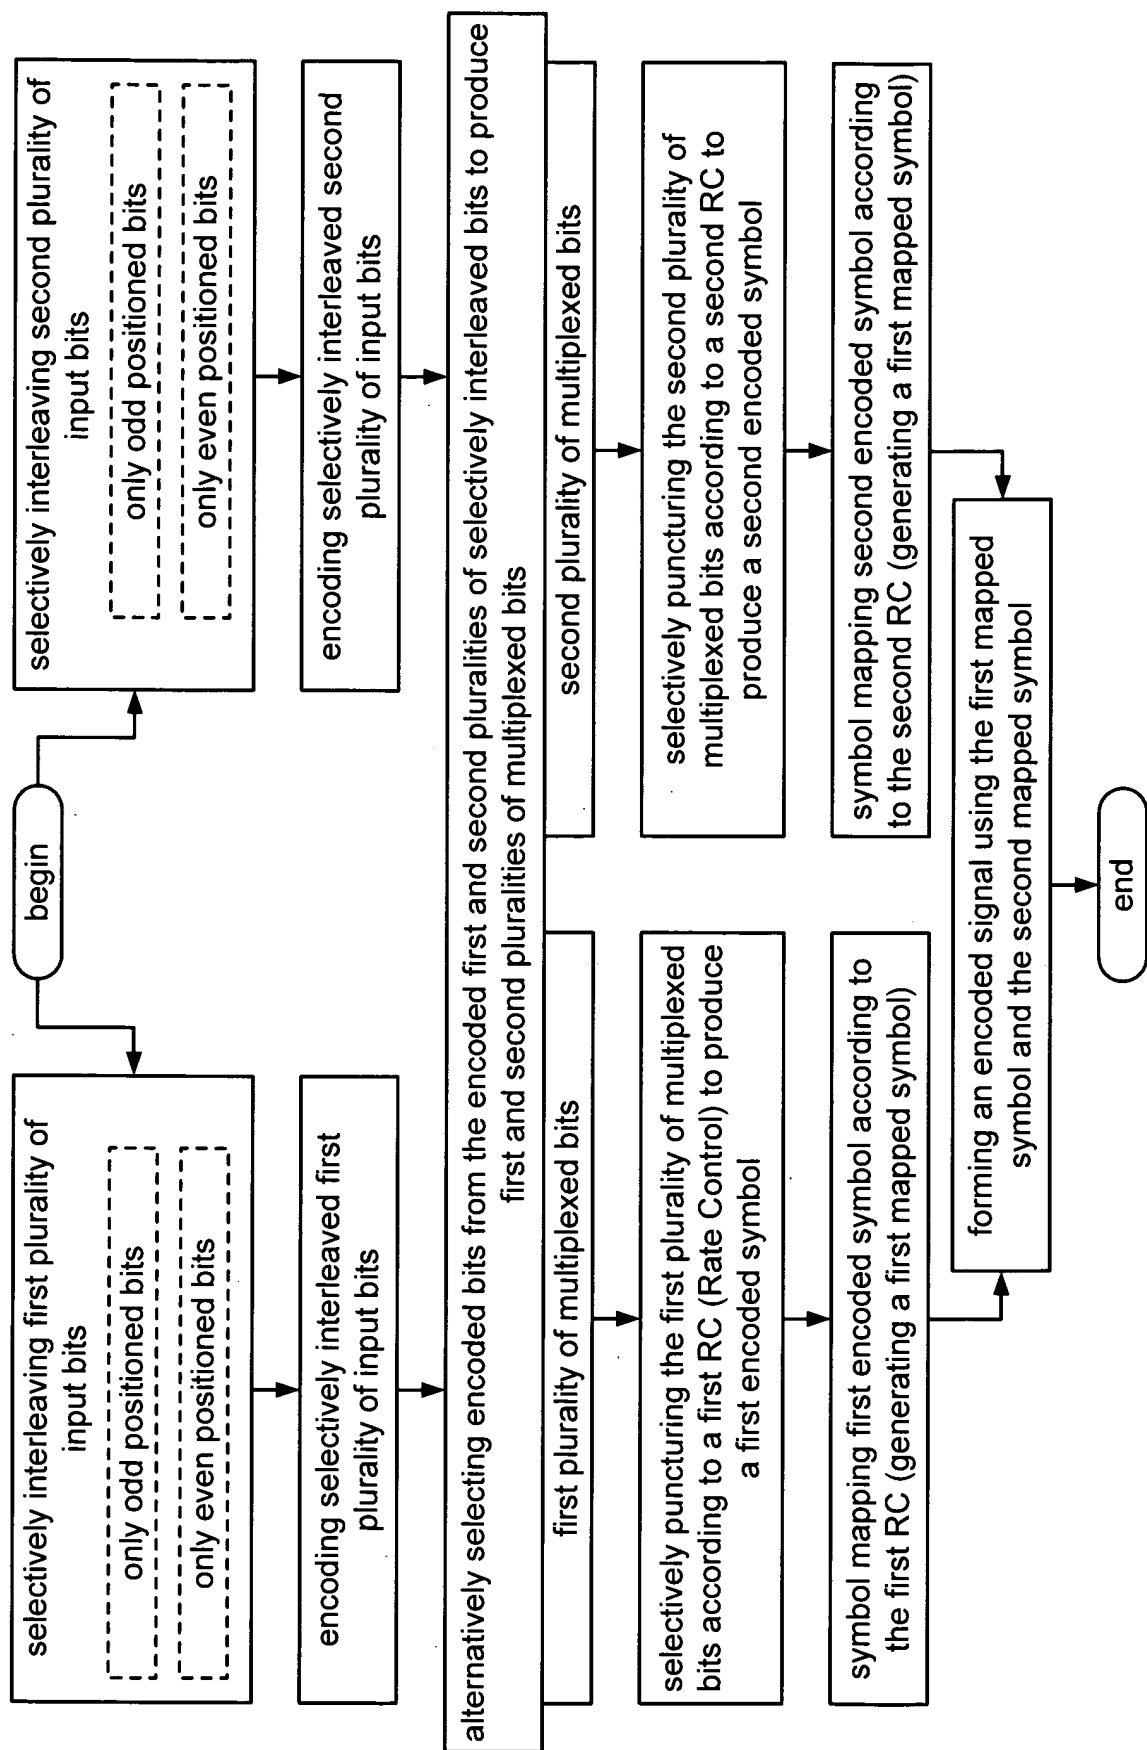 begin
selectively interleaving first plurality of
input bits
only odd positioned bits
only even positioned bits
selectively interleaving second plurality of
input bits
only odd positioned bits
only even positioned bits
encoding selectively interleaved first
plurality of input bits
encoding selectively interleaved second
plurality of input bits
alternatively selecting encoded bits from the encoded first and second pluralities of selectively interleaved bits to produce
first and second pluralities of multiplexed bits
first plurality of multiplexed bits
second plurality of multiplexed bits
selectively puncturing the first plurality of multiplexed
bits according to a first RC (Rate Control) to produce
a first encoded symbol
selectively puncturing the second plurality of
multiplexed bits according to a second RC to
produce a second encoded symbol
symbol mapping first encoded symbol according to
the first RC (generating a first mapped symbol)
symbol mapping second encoded symbol according
to the second RC (generating a first mapped symbol)
forming an encoded signal using the first mapped
symbol and the second mapped symbol
end